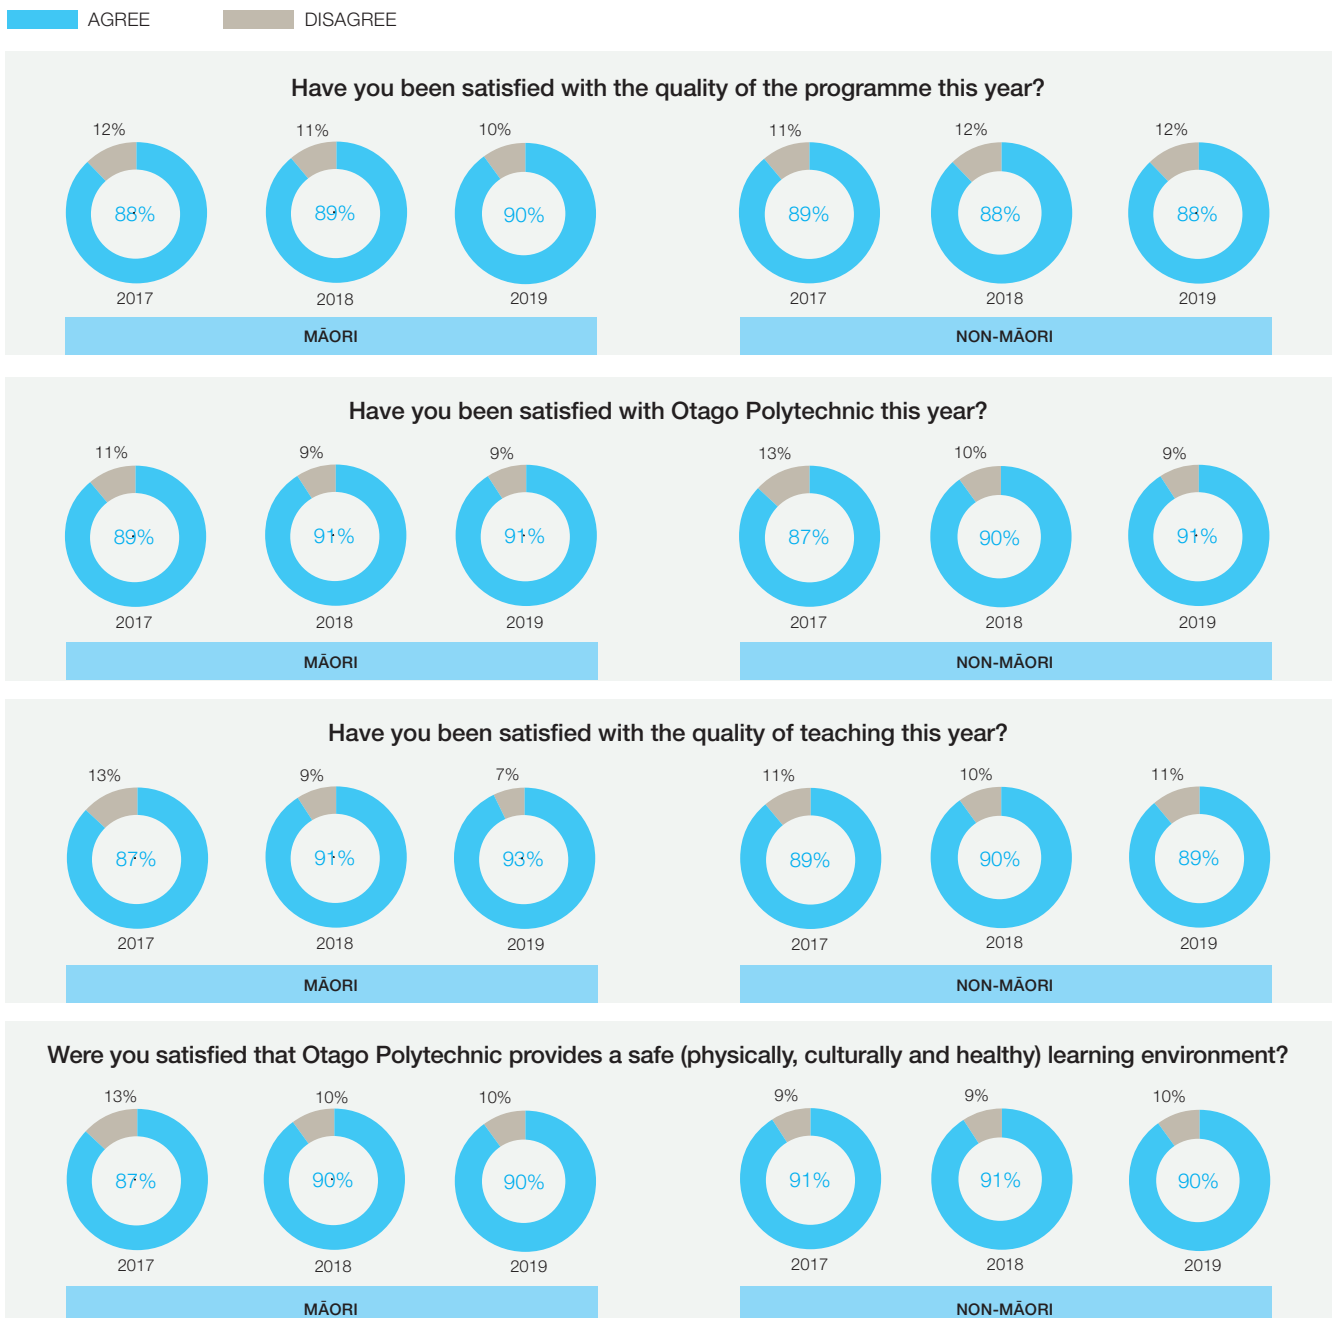 AGREE DISAGREE
Have you been satisfied with the quality of the programme this year?
12% 11% 10% 11% 12% 12%
88% 89% 90% 89% 88% 88%
2017 2018 2019 2017 2018 2019
MĀORI NON-MĀORI
Have you been satisfied with Otago Polytechnic this year?
11% 9% 9% 13% 10% 9%
89% 91% 91% 87% 90% 91%
2017 2018 2019 2017 2018 2019
MĀORI NON-MĀORI
Have you been satisfied with the quality of teaching this year?
13% 9% 7% 11% 10% 11%
87% 91% 93% 89% 90% 89%
2017 2018 2019 2017 2018 2019
MĀORI NON-MĀORI
Were you satisfied that Otago Polytechnic provides a safe (physically, culturally and healthy) learning environment?
13% 10% 10% 9% 9% 10%
87% 90% 90% 91% 91% 90%
2017 2018 2019 2017 2018 2019
MĀORI NON-MĀORI